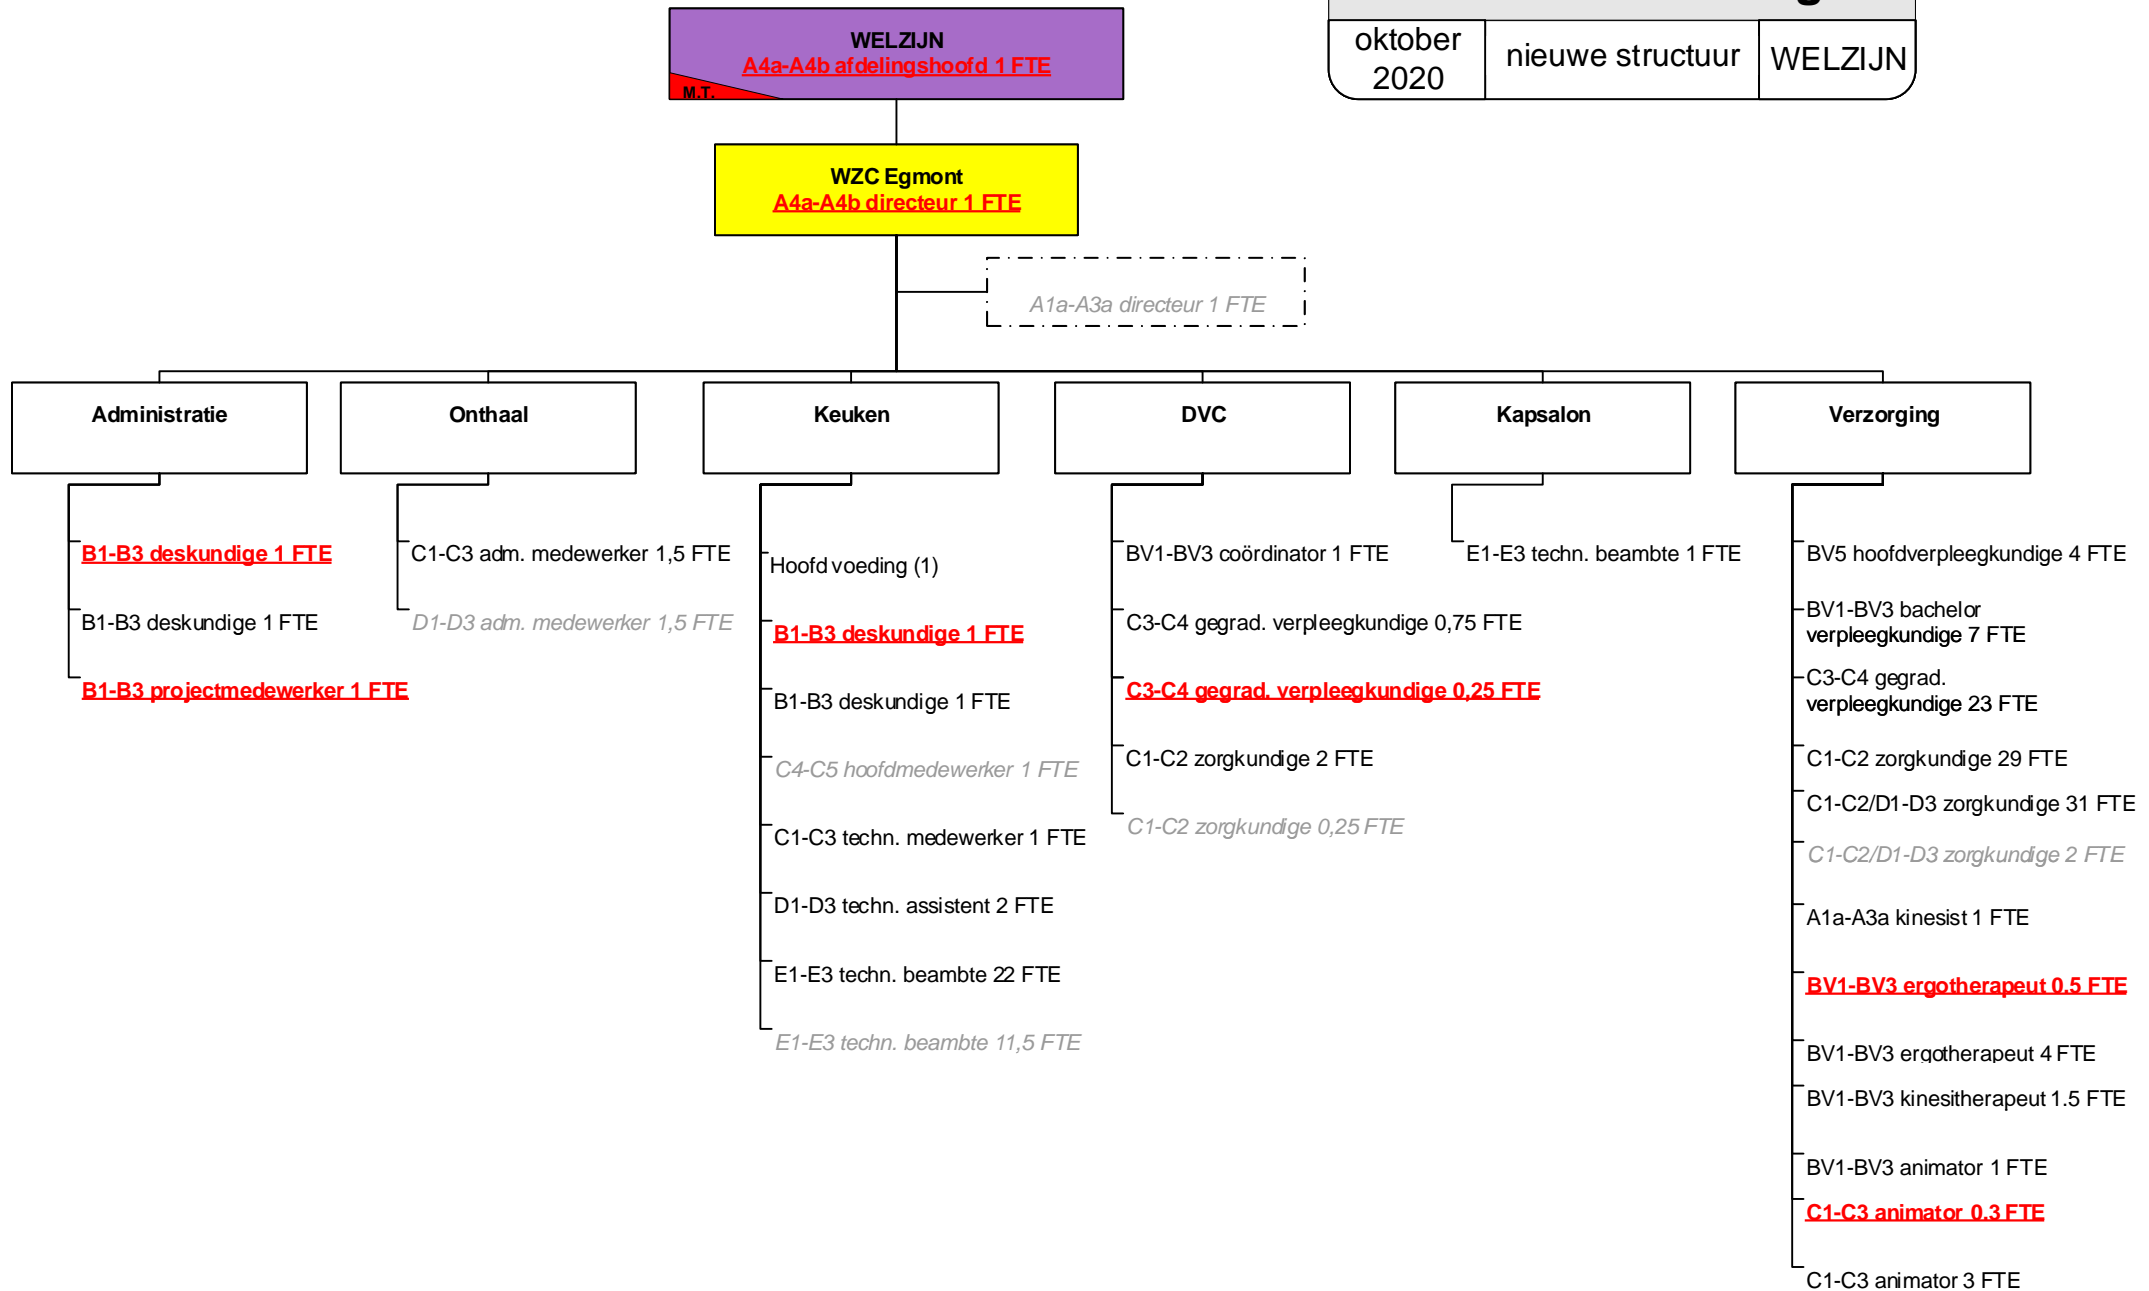 WELZIJN
A4a-A4b afdelingshoofd 1 FTE
M.T.
oktober
2020
nieuwe structuur
WELZIJN
WZC Egmont
A4a-A4b directeur 1 FTE
A1a-A3a directeur 1 FTE
Administratie
B1-B3 deskundige 1 FTE
B1-B3 deskundige 1 FTE
B1-B3 projectmedewerker 1 FTE
Onthaal
C1-C3 adm. medewerker 1,5 FTE
D1-D3 adm. medewerker 1,5 FTE
Keuken
Hoofd voeding (1)
B1-B3 deskundige 1 FTE
B1-B3 deskundige 1 FTE
C4-C5 hoofdmedewerker 1 FTE
C1-C3 techn. medewerker 1 FTE
D1-D3 techn. assistent 2 FTE
E1-E3 techn. beambte 22 FTE
E1-E3 techn. beambte 11,5 FTE
DVC
BV1-BV3 coördinator 1 FTE
C3-C4 gegrad. verpleegkundige 0,75 FTE
C3-C4 gegrad. verpleegkundige 0,25 FTE
C1-C2 zorgkundige 2 FTE
C1-C2 zorgkundige 0,25 FTE
Kapsalon
E1-E3 techn. beambte 1 FTE
Verzorging
BV5 hoofdverpleegkundige 4 FTE
BV1-BV3 bachelor
verpleegkundige 7 FTE
C3-C4 gegrad.
verpleegkundige 23 FTE
C1-C2 zorgkundige 29 FTE
C1-C2/D1-D3 zorgkundige 31 FTE
C1-C2/D1-D3 zorgkundige 2 FTE
A1a-A3a kinesist 1 FTE
BV1-BV3 ergotherapeut 0.5 FTE
BV1-BV3 ergotherapeut 4 FTE
BV1-BV3 kinesitherapeut 1.5 FTE
BV1-BV3 animator 1 FTE
C1-C3 animator 0.3 FTE
C1-C3 animator 3 FTE